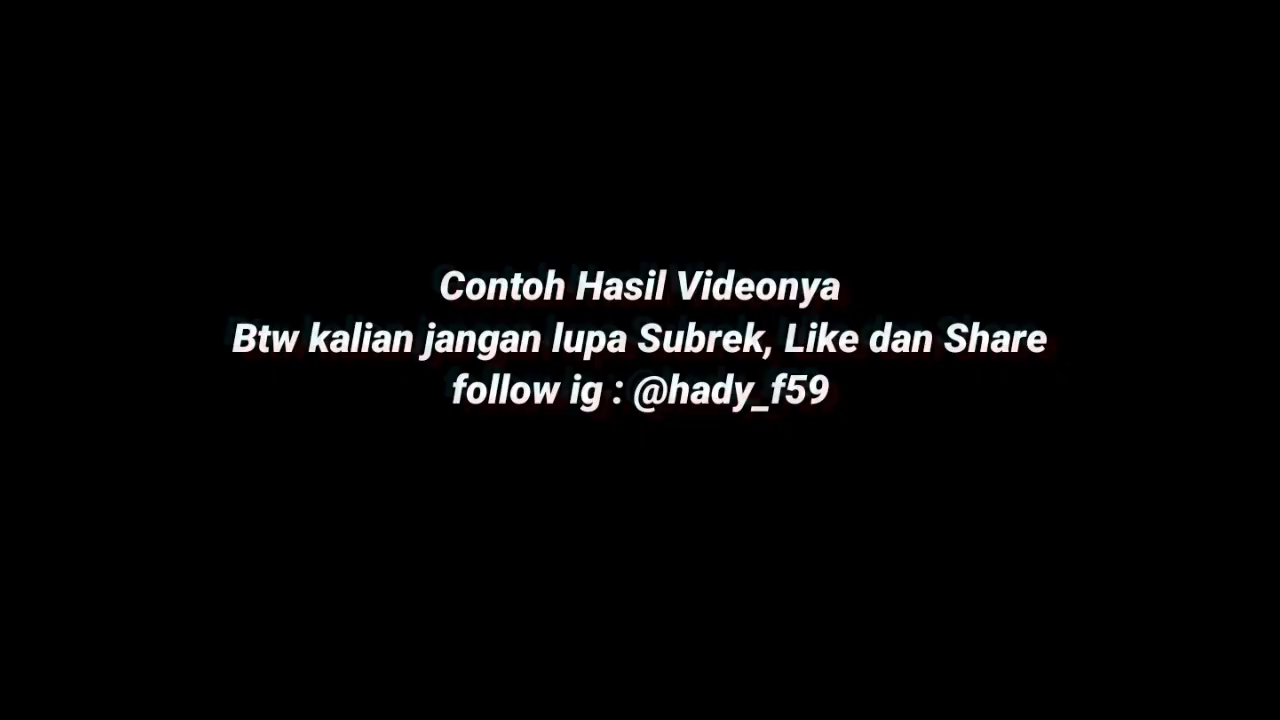 Contoh Hasil Videonya
Btw kalian jangan lupa Subrek, Like dan Share
follow ig : @hady_f59